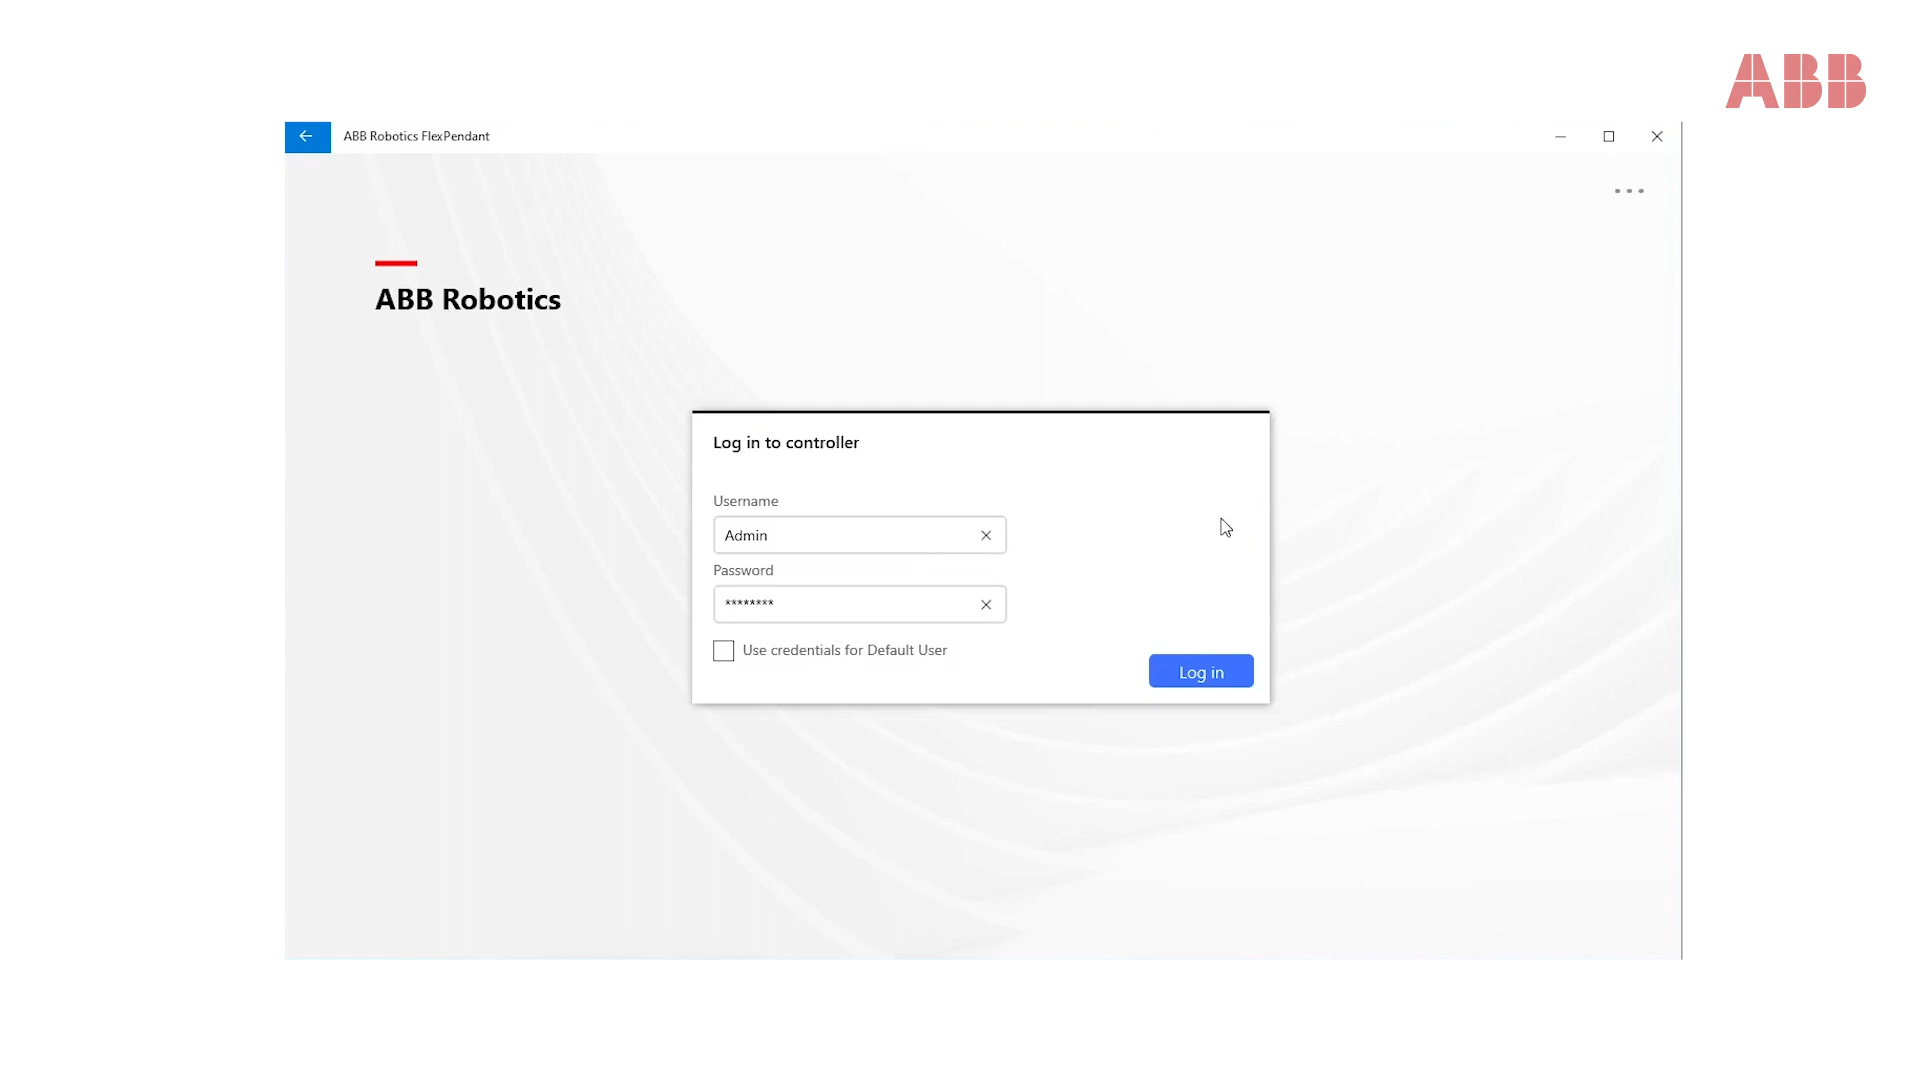 ABB
ABB Robotics FlexPendant
ABB Robotics
Log in to controller
Username
Admin
Password
********
Use credentials for Default User
Log in